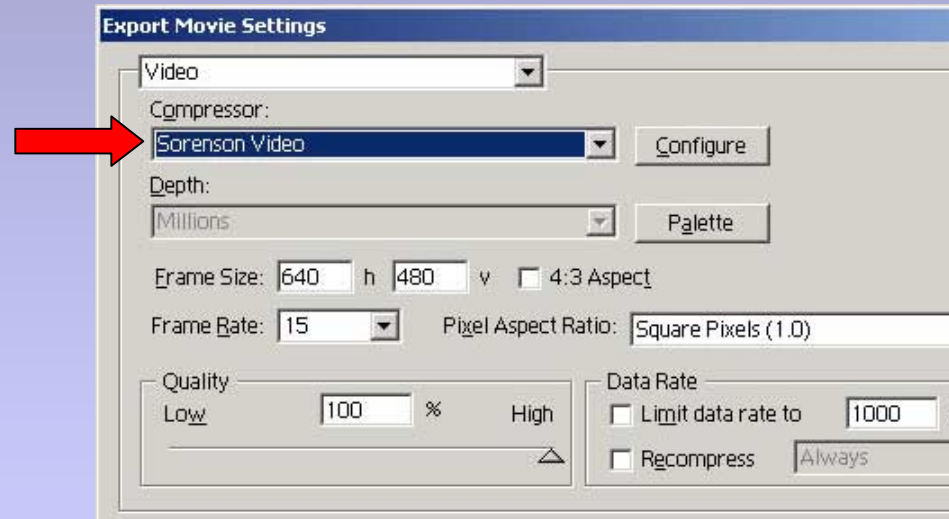 Export Movie Settings
Video
Compressor:
Sorenson Video
Configure
Depth:
Millions
Palette
Frame Size: 640 h 480 v 4:3 Aspect
Frame Rate: 15 Pixel Aspect Ratio: Square Pixels (1.0)
Quality Data Rate
Low 100 % High Limit data rate to 1000
Recompress Always